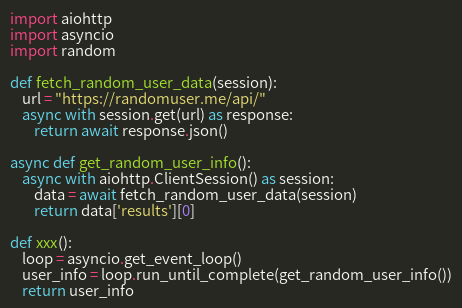 import aiohttp
import asyncio
import random

def fetch_random_user_data(session):
    url = "https://randomuser.me/api/"
    async with session.get(url) as response:
        return await response.json()

async def get_random_user_info():
    async with aiohttp.ClientSession() as session:
        data = await fetch_random_user_data(session)
        return data['results'][0]

def xxx():
    loop = asyncio.get_event_loop()
    user_info = loop.run_until_complete(get_random_user_info())
    return user_info